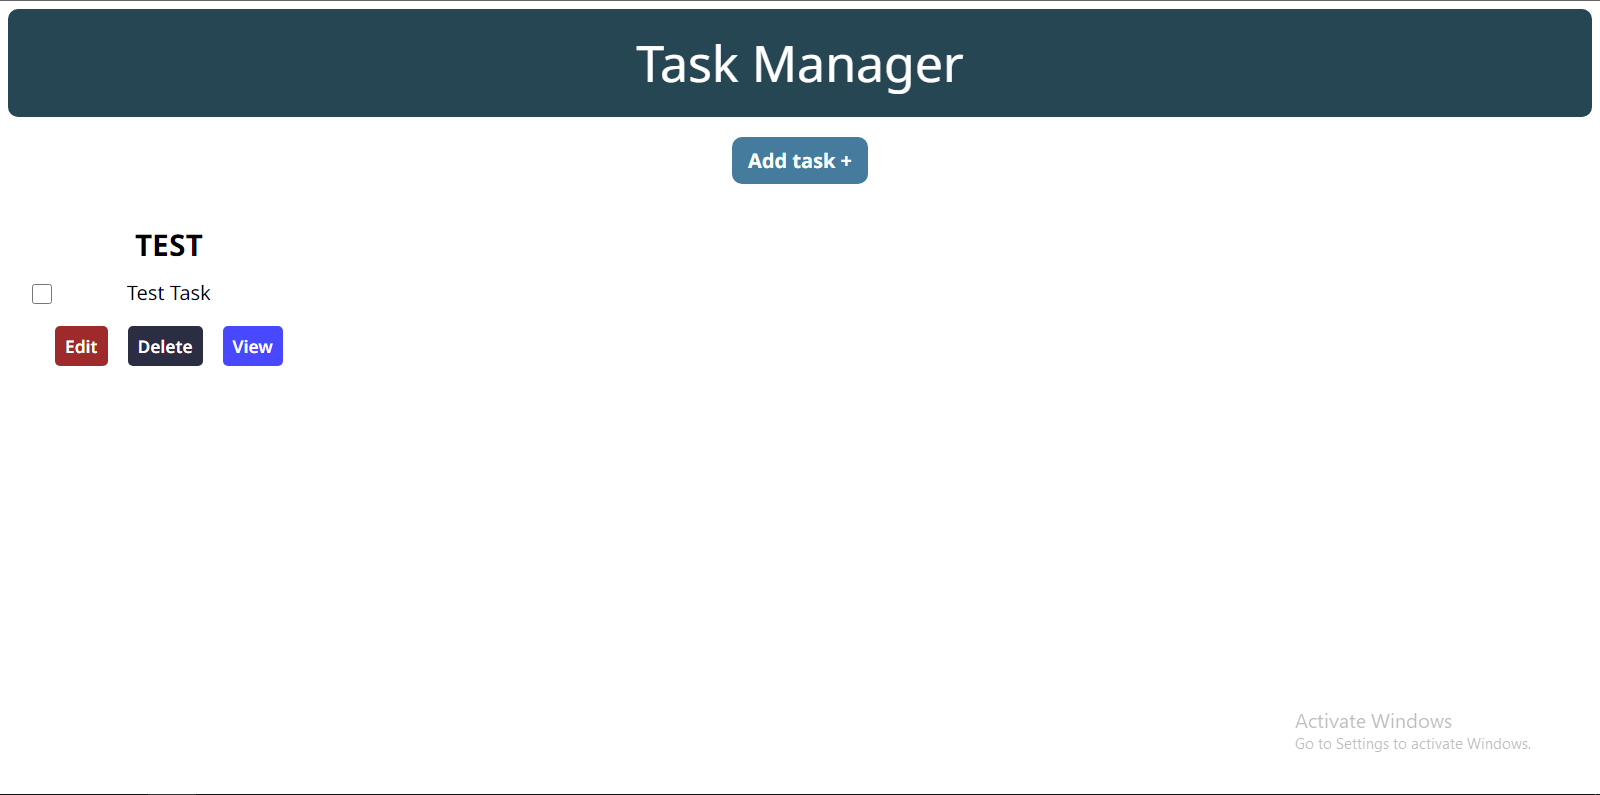 Task Manager
Add task +
TEST
Test Task
Edit Delete View
Activate Windows
Go to Settings to activate Windows.